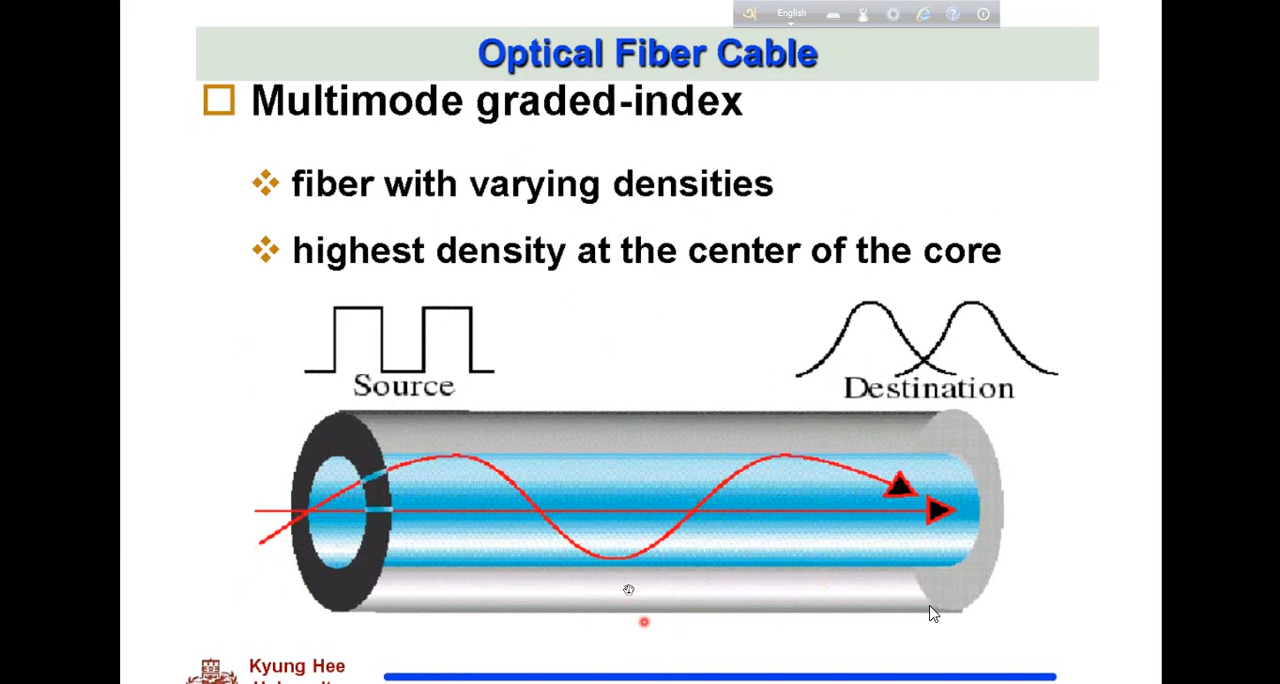 অ
English
Optical Fiber Cable
Multimode graded-index
fiber with varying densities
highest density at the center of the core
Source
Destination
Kyung Hee